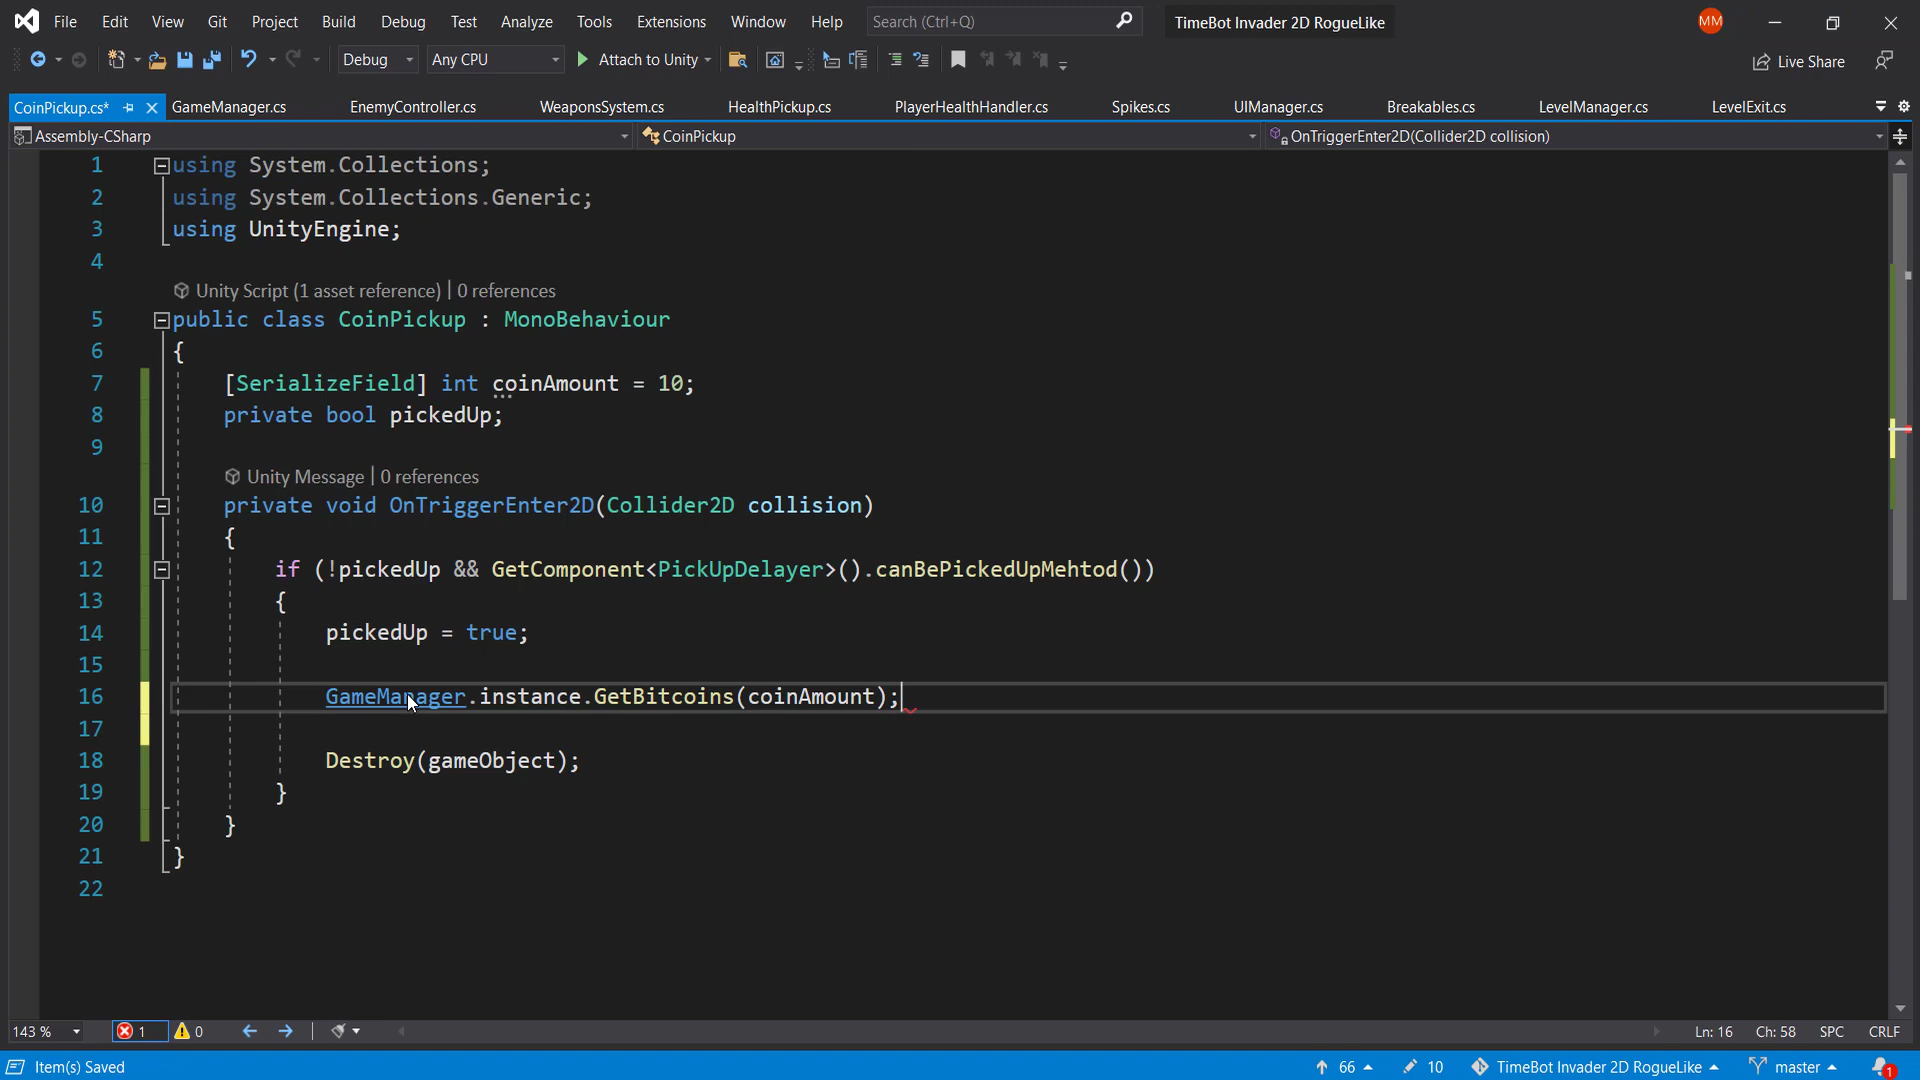 File Edit View Git Project Build Debug Test Analyze Tools Extensions Window Help Search (Ctrl+Q) TimeBot Invader 2D RogueLike MM
Debug Any CPU Attach to Unity Live Share
CoinPickup.cs* GameManager.cs EnemyController.cs WeaponsSystem.cs HealthPickup.cs PlayerHealthHandler.cs Spikes.cs UIManager.cs Breakables.cs LevelManager.cs LevelExit.cs
Assembly-CSharp CoinPickup OnTriggerEnter2D(Collider2D collision)
1 using System.Collections;
2 using System.Collections.Generic;
3 using UnityEngine;
4
Unity Script (1 asset reference) | 0 references
5 public class CoinPickup : MonoBehaviour
6 {
7 [SerializeField] int coinAmount = 10;
8 private bool pickedUp;
9
Unity Message | 0 references
10 private void OnTriggerEnter2D(Collider2D collision)
11 {
12 if (!pickedUp && GetComponent<PickUpDelayer>().canBePickedUpMehtod())
13 {
14 pickedUp = true;
15
16 GameManager.instance.GetBitcoins(coinAmount);
17
18 Destroy(gameObject);
19 }
20 }
21 }
22
143 % 1 0 Ln: 16 Ch: 58 SPC CRLF
Item(s) Saved 66 10 TimeBot Invader 2D RogueLike master 1